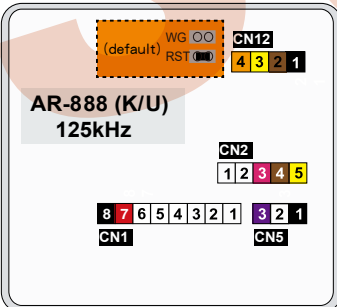 (default)
WG
RST
CN12
4 3 2 1
AR-888 (K/U)
125kHz
CN2
1 2 3 4 5
8 7 6 5 4 3 2 1
3 2 1
CN1
CN5